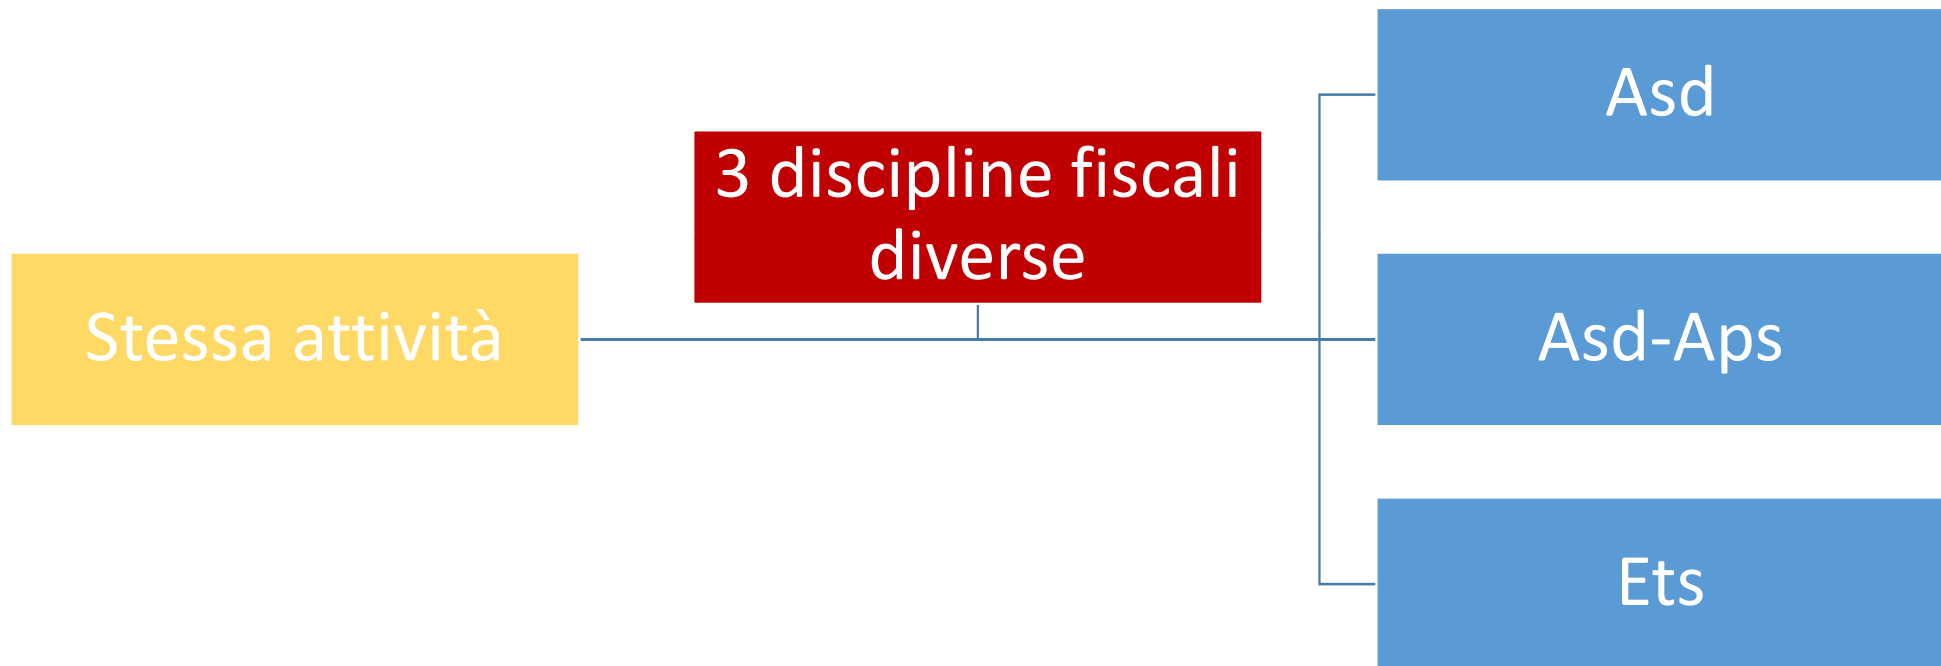 Stessa attività
3 discipline fiscali
diverse
Asd
Asd-Aps
Ets